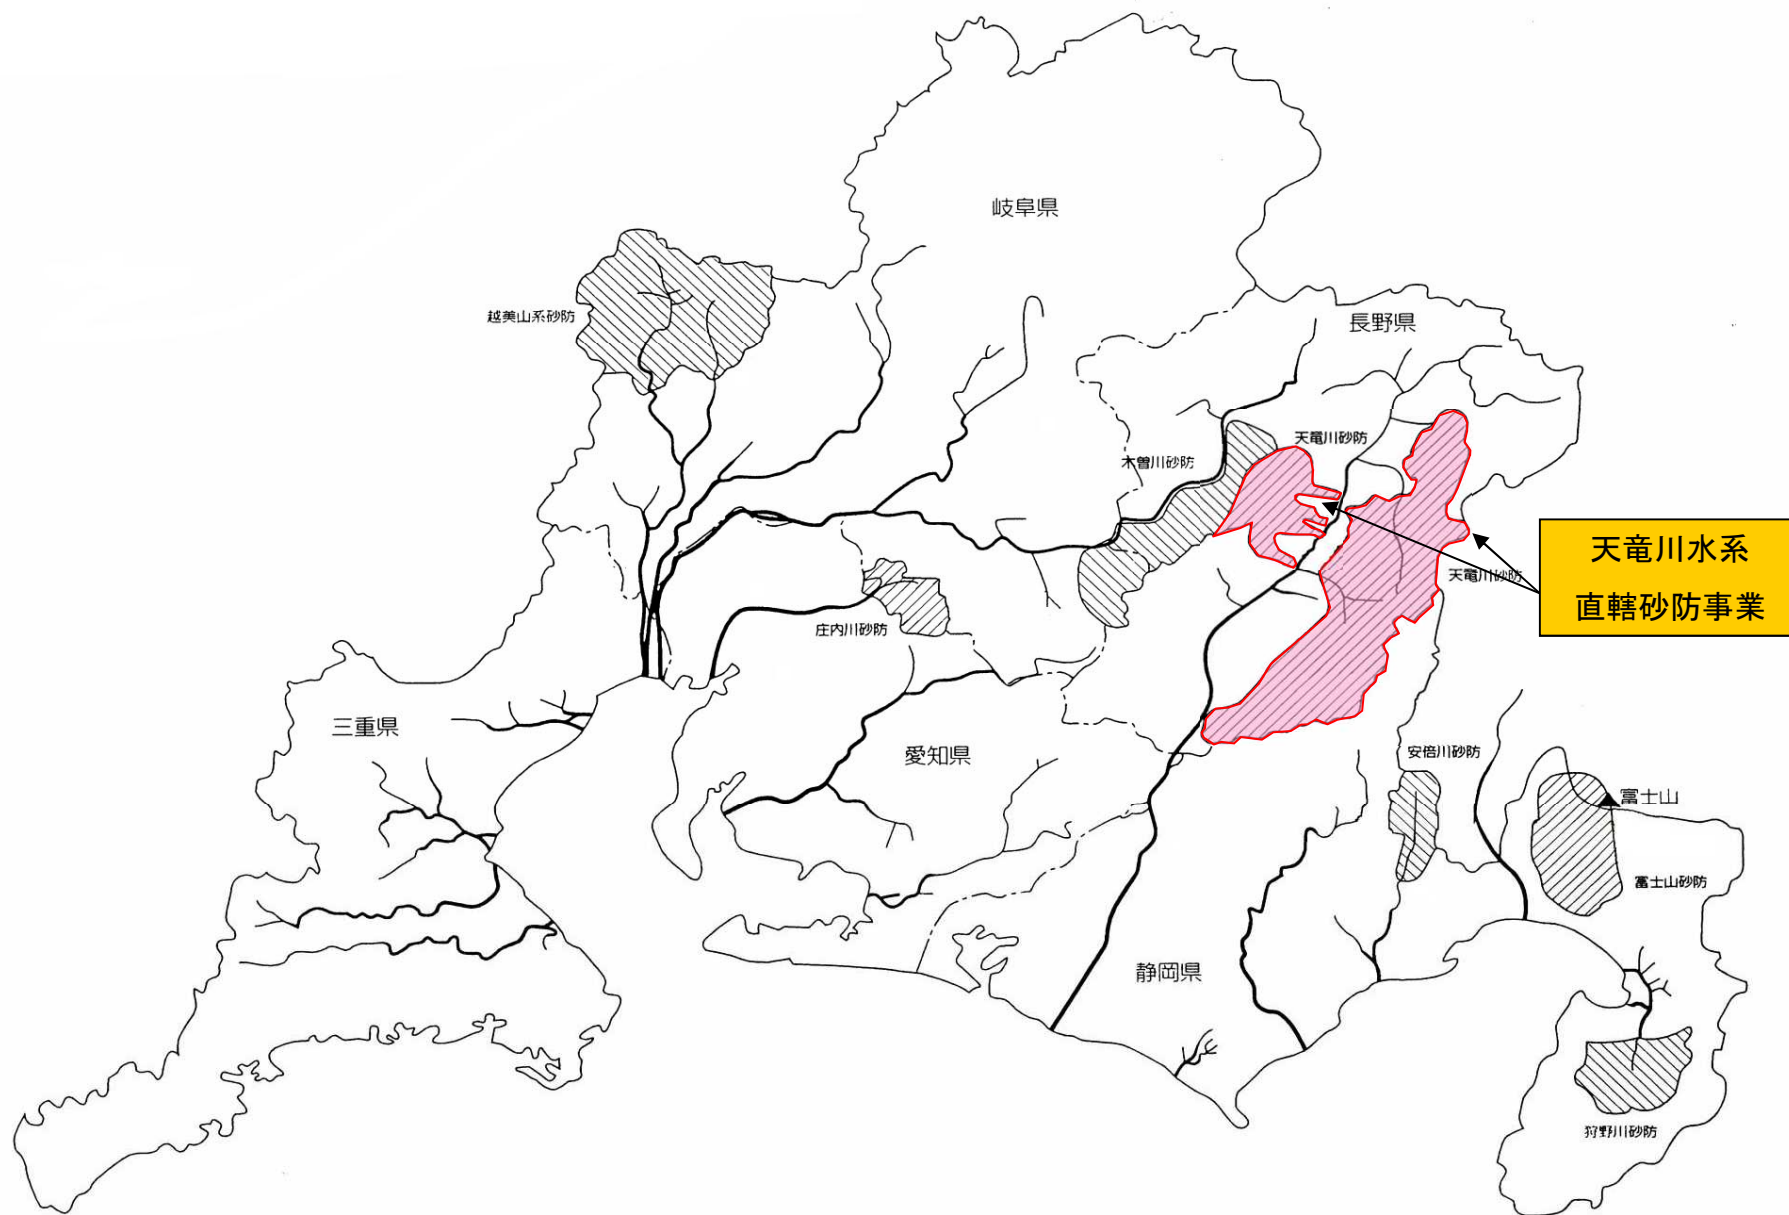 岐阜県
越美山系砂防
長野県
天竜川砂防
木曽川砂防
天竜川水系
直轄砂防事業
天竜川砂防
庄内川砂防
三重県
愛知県
安倍川砂防
富士山
富士山砂防
静岡県
狩野川砂防